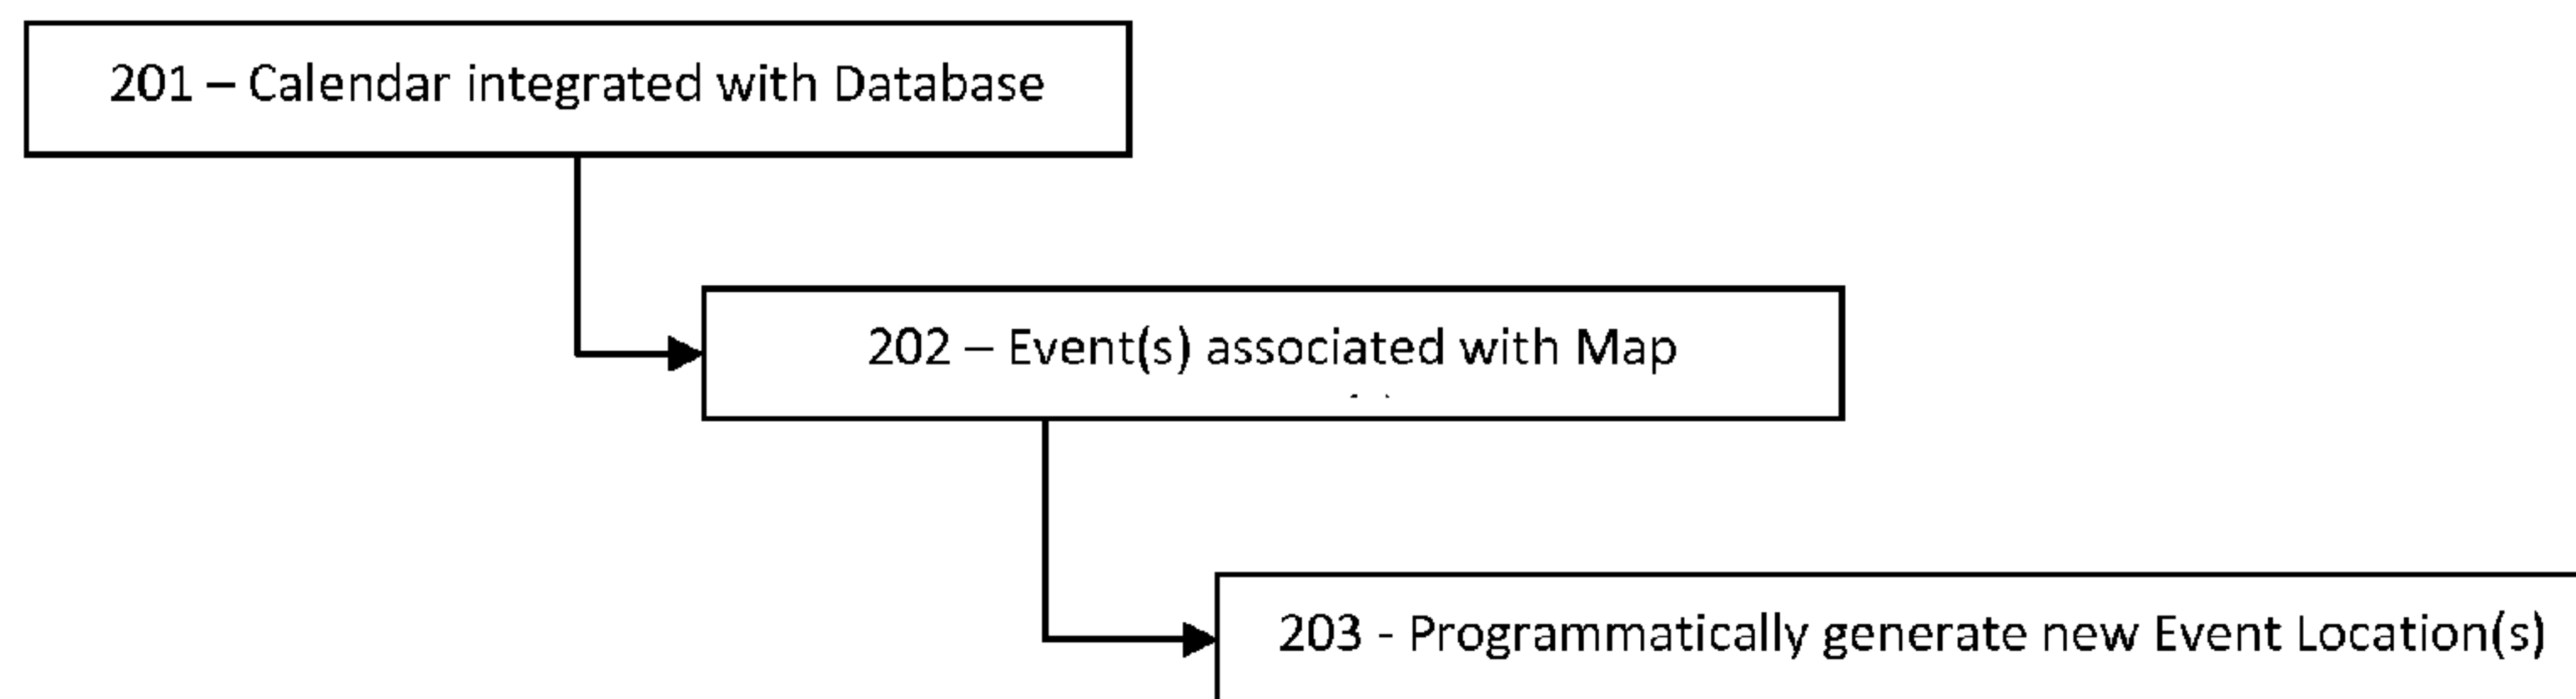 201 – Calendar integrated with Database
202 – Event(s) associated with Map
203 - Programmatically generate new Event Location(s)